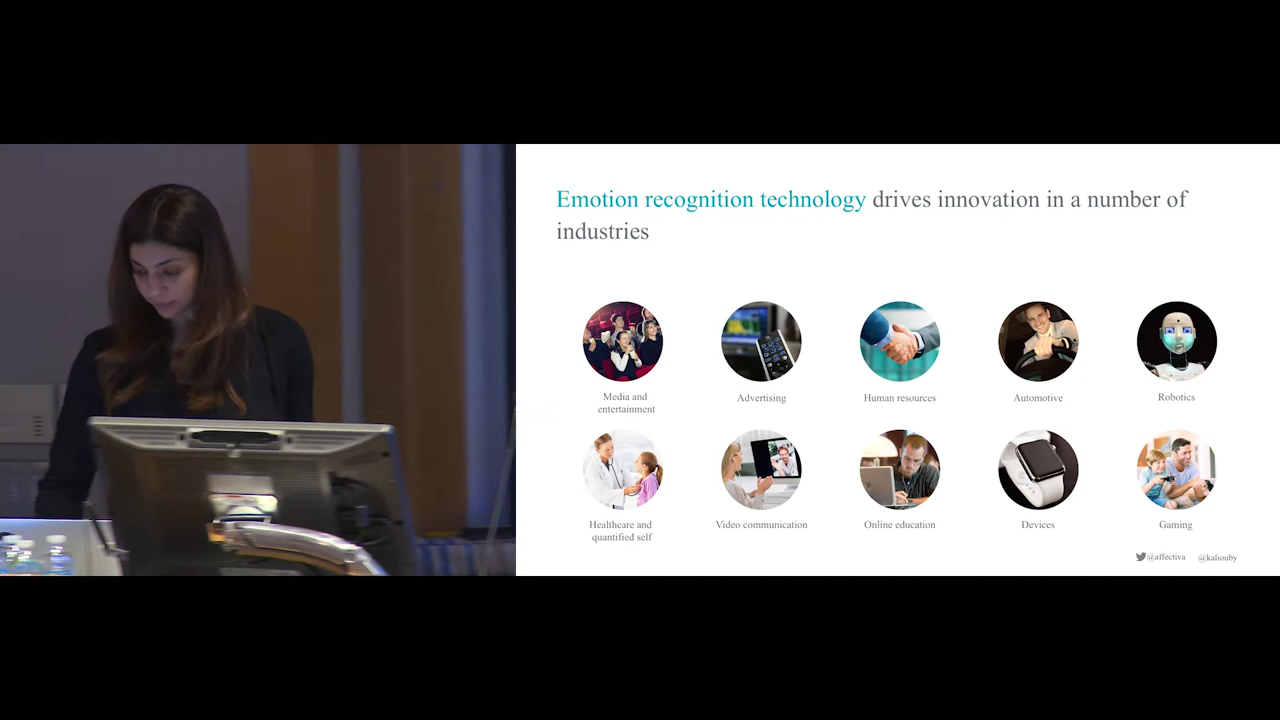 Emotion recognition technology drives innovation in a number of
industries
Media and
entertainment
Advertising
Human resources
Automotive
Robotics
Healthcare and
quantified self
Video communication
Online education
Devices
Gaming
@affectiva @kaliouby